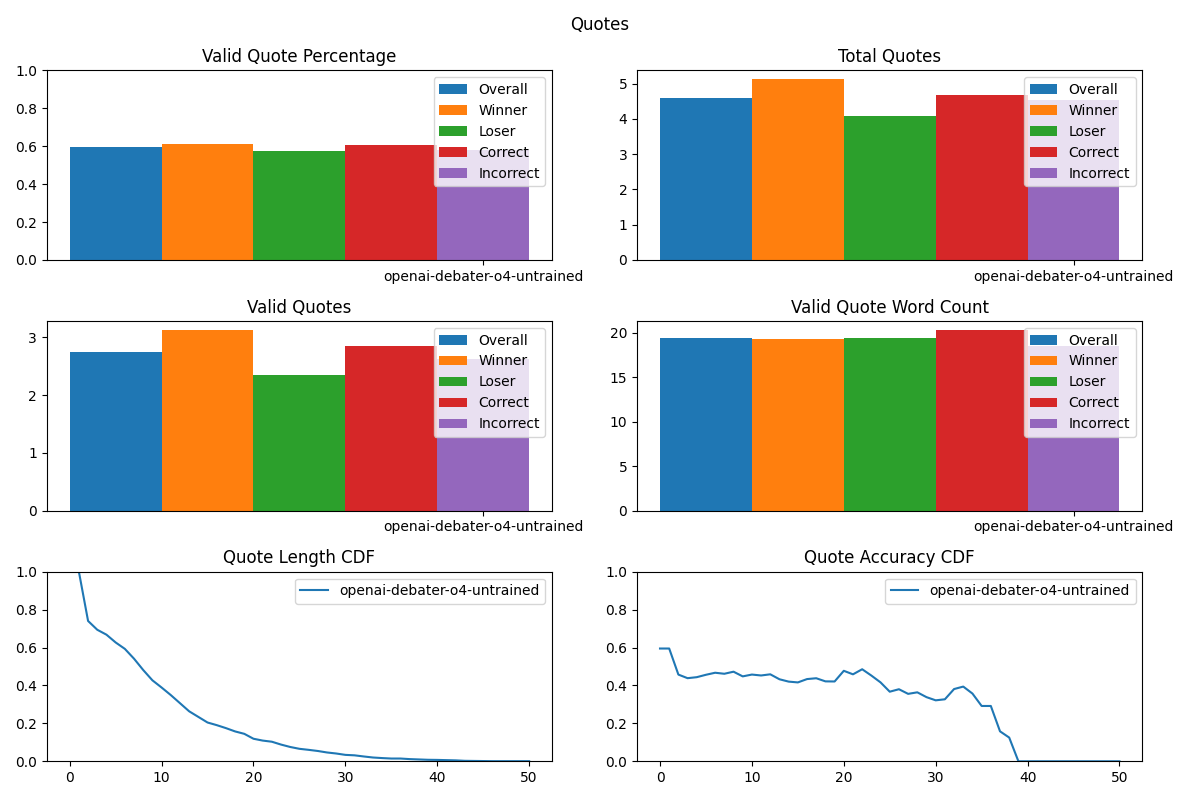 Quotes
Valid Quote Percentage
1.0
0.8
0.6
0.4
0.2
0.0
Overall
Winner
Loser
Correct
Incorrect
openai-debater-o4-untrained
Total Quotes
5
4
3
2
1
0
Overall
Winner
Loser
Correct
Incorrect
openai-debater-o4-untrained
Valid Quotes
3
2
1
0
Overall
Winner
Loser
Correct
Incorrect
openai-debater-o4-untrained
Valid Quote Word Count
20
15
10
5
0
Overall
Winner
Loser
Correct
Incorrect
openai-debater-o4-untrained
Quote Length CDF
1.0
0.8
0.6
0.4
0.2
0.0
openai-debater-o4-untrained
0 10 20 30 40 50
Quote Accuracy CDF
1.0
0.8
0.6
0.4
0.2
0.0
openai-debater-o4-untrained
0 10 20 30 40 50